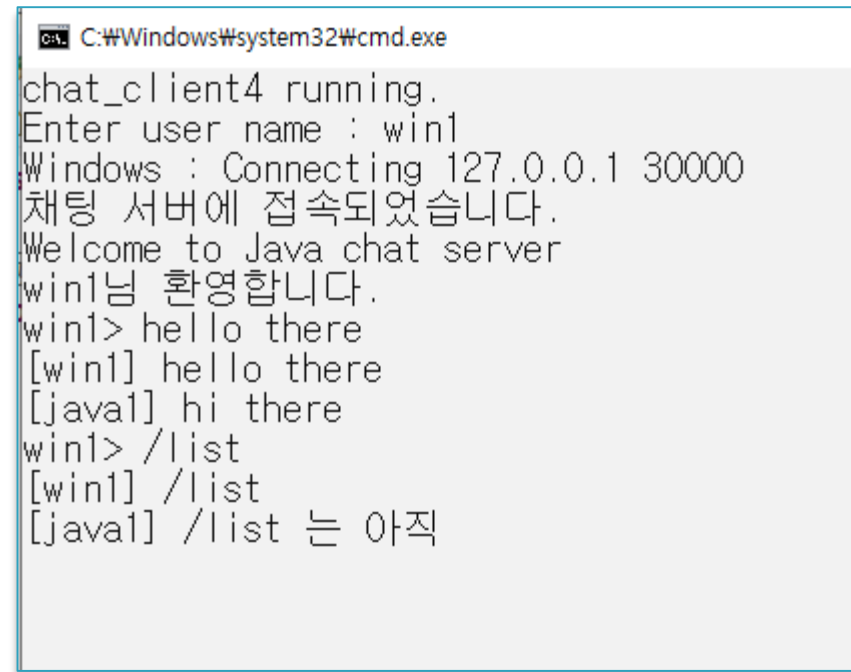 C:₩Windows₩system32₩cmd.exe
chat_client4 running.
Enter user name : win1
Windows : Connecting 127.0.0.1 30000
채팅 서버에 접속되었습니다.
Welcome to Java chat server
win1님 환영합니다.
win1> hello there
[win1] hello there
[java1] hi there
win1> /list
[win1] /list
[java1] /list 는 아직